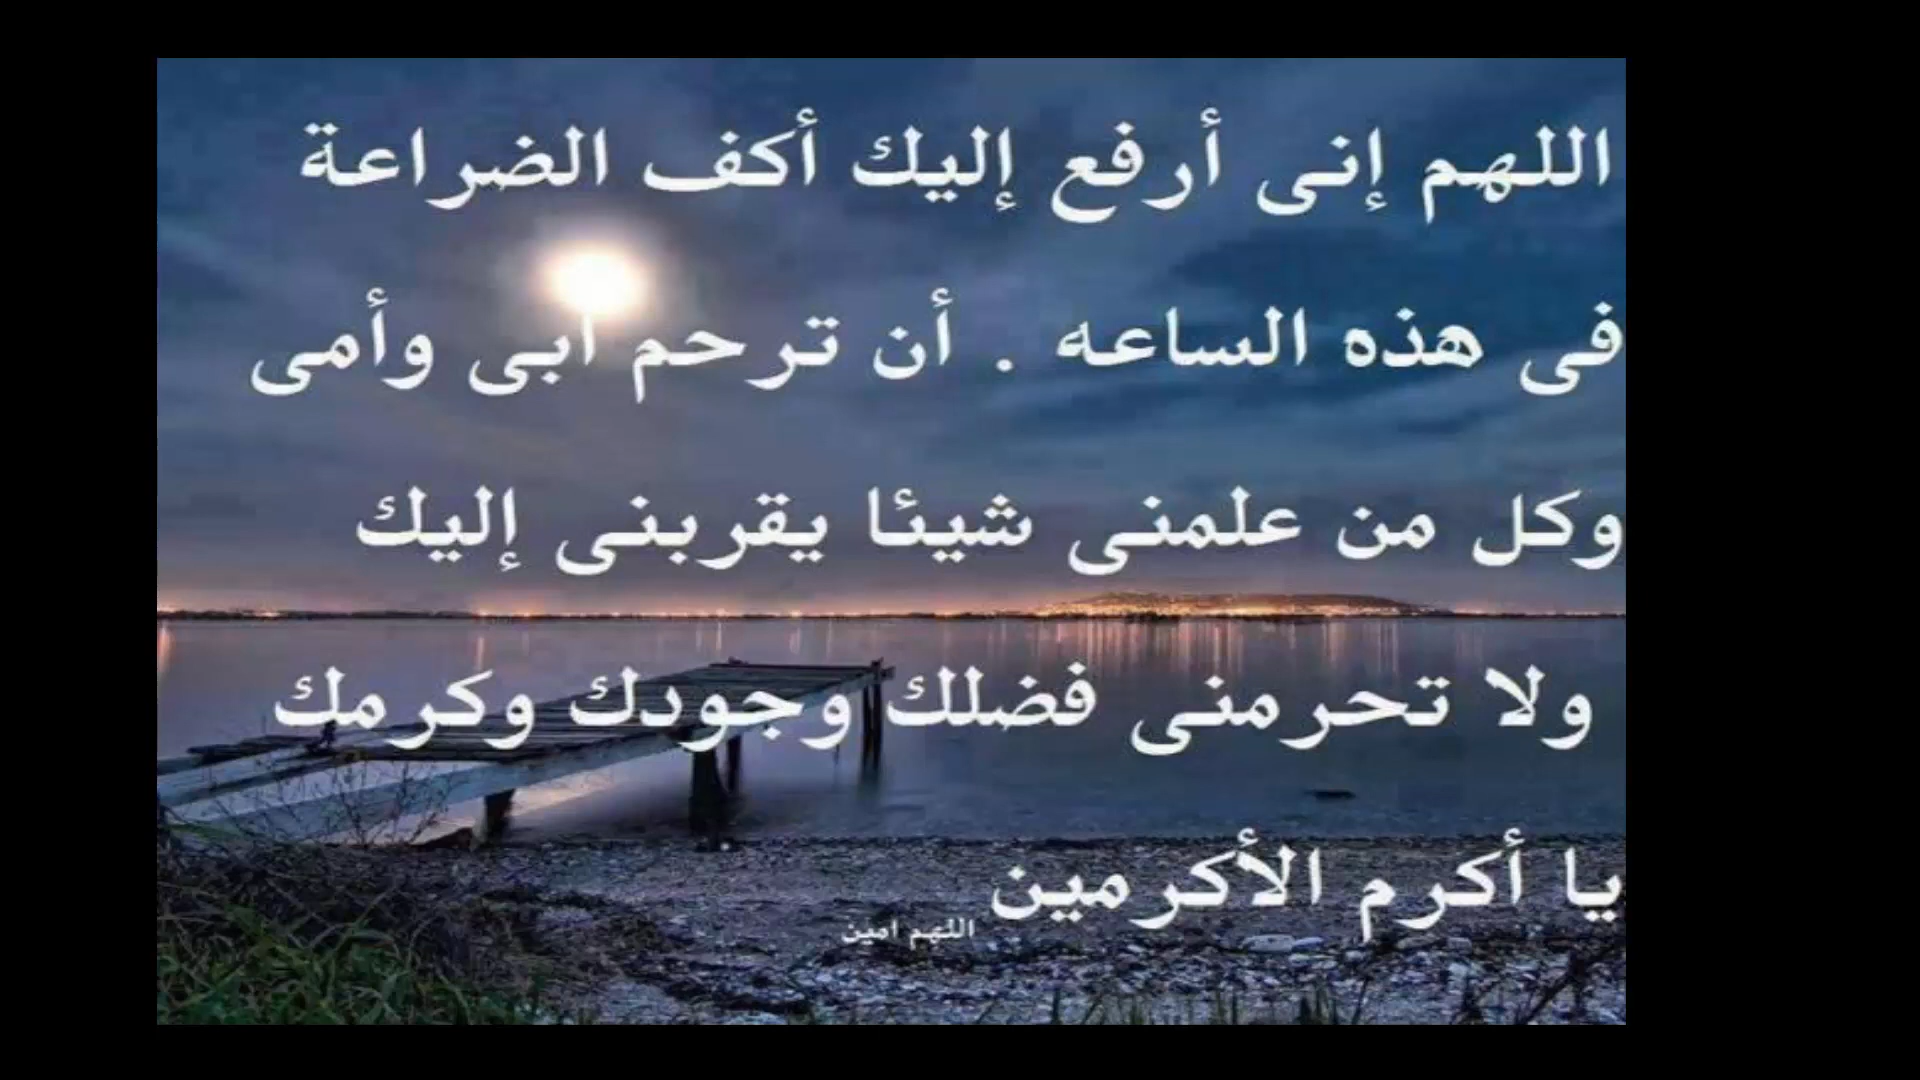 اللهم إنى أرفع إليك أكف الضراعة
فى هذه الساعه . أن ترحم أبى وأمى
وكل من علمنى شيئا يقربنى إليك
ولا تحرمنى فضلك وجودك وكرمك
يا أكرم الأكرمين
اللهم امين